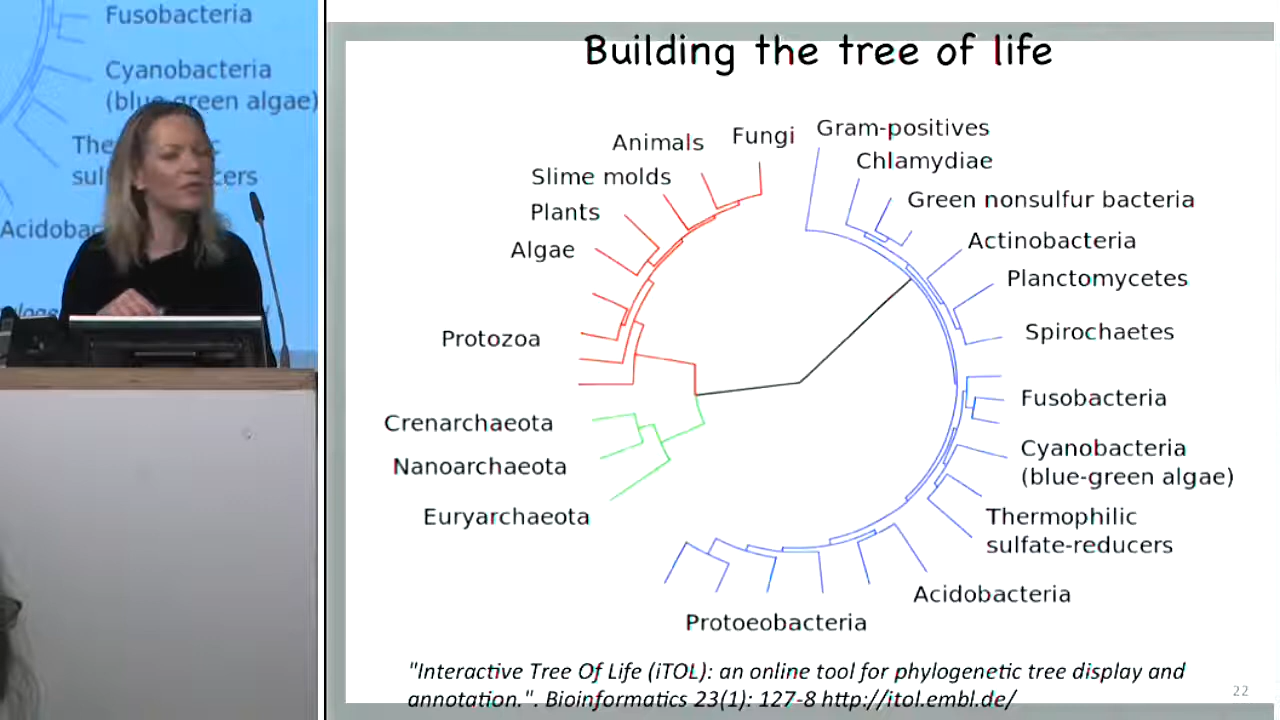 Fusobacteria
Cyanobacteria
(blue-green algae)
Acidobac
Building the tree of life
Animals
Fungi
Gram-positives
Slime molds
Chlamydiae
Plants
Green nonsulfur bacteria
Algae
Actinobacteria
Planctomycetes
Protozoa
Spirochaetes
Fusobacteria
Crenarchaeota
Cyanobacteria
(blue-green algae)
Nanoarchaeota
Euryarchaeota
Thermophilic
sulfate-reducers
Acidobacteria
Protoeobacteria
"Interactive Tree Of Life (iTOL): an online tool for phylogenetic tree display and
annotation.". Bioinformatics 23(1): 127-8 http://itol.embl.de/
22